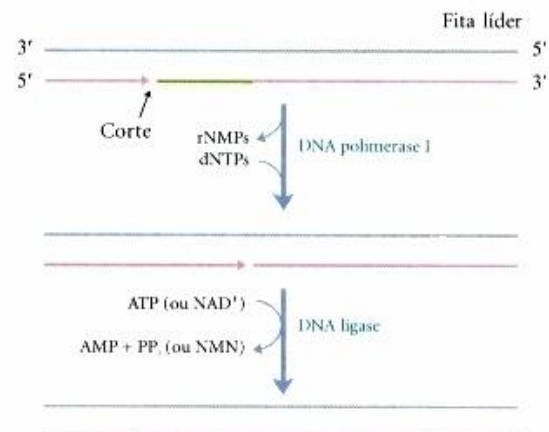 Fita líder
3' 5'
5' 3'
Corte
rNMPs
dNTPs
DNA polimerase I
ATP (ou NAD⁺)
DNA ligase
AMP + PPᵢ (ou NMN)